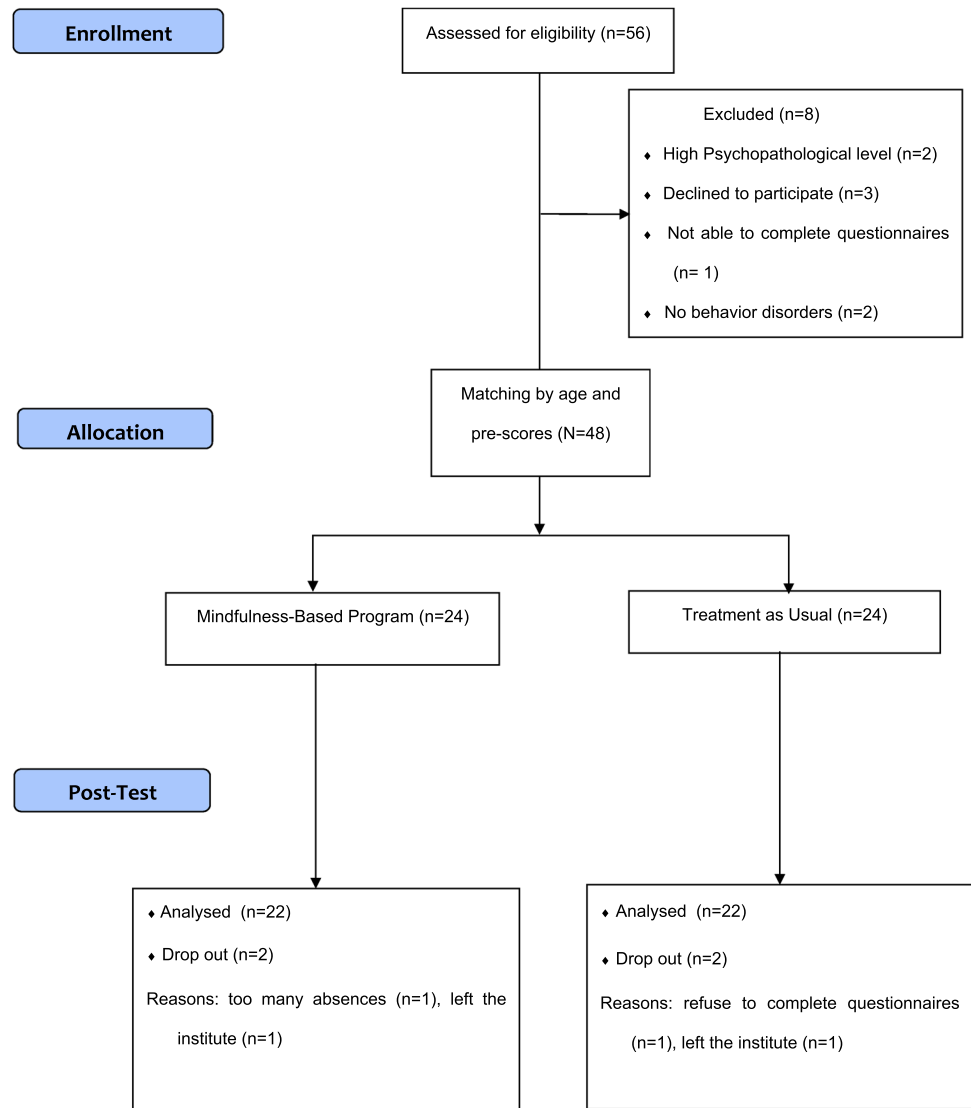 Enrollment
Assessed for eligibility (n=56)
Excluded (n=8)
♦ High Psychopathological level (n=2)
♦ Declined to participate (n=3)
♦ Not able to complete questionnaires
(n= 1)
♦ No behavior disorders (n=2)
Matching by age and
pre-scores (N=48)
Allocation
Mindfulness-Based Program (n=24)
Treatment as Usual (n=24)
Post-Test
♦ Analysed (n=22)
♦ Drop out (n=2)
Reasons: too many absences (n=1), left the
institute (n=1)
♦ Analysed (n=22)
♦ Drop out (n=2)
Reasons: refuse to complete questionnaires
(n=1), left the institute (n=1)